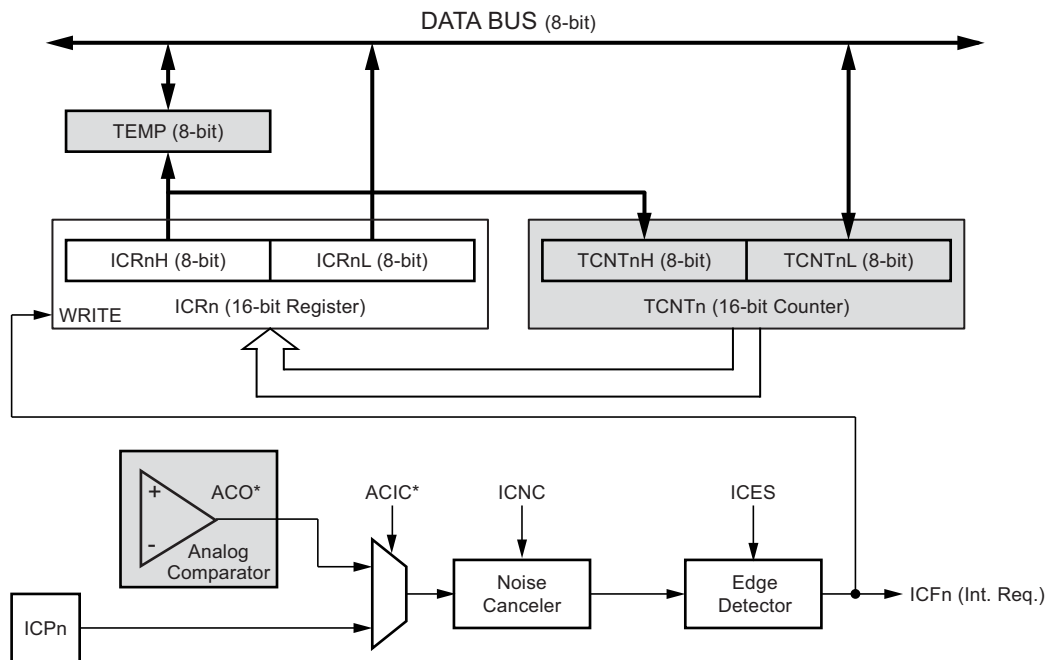 DATA BUS (8-bit)
TEMP (8-bit)
ICRnH (8-bit)
ICRnL (8-bit)
TCNTnH (8-bit)
TCNTnL (8-bit)
WRITE
ICRn (16-bit Register)
TCNTn (16-bit Counter)
+
-
ACO*
Analog
Comparator
ACIC*
ICNC
ICES
Noise
Canceler
Edge
Detector
ICFn (Int. Req.)
ICPn